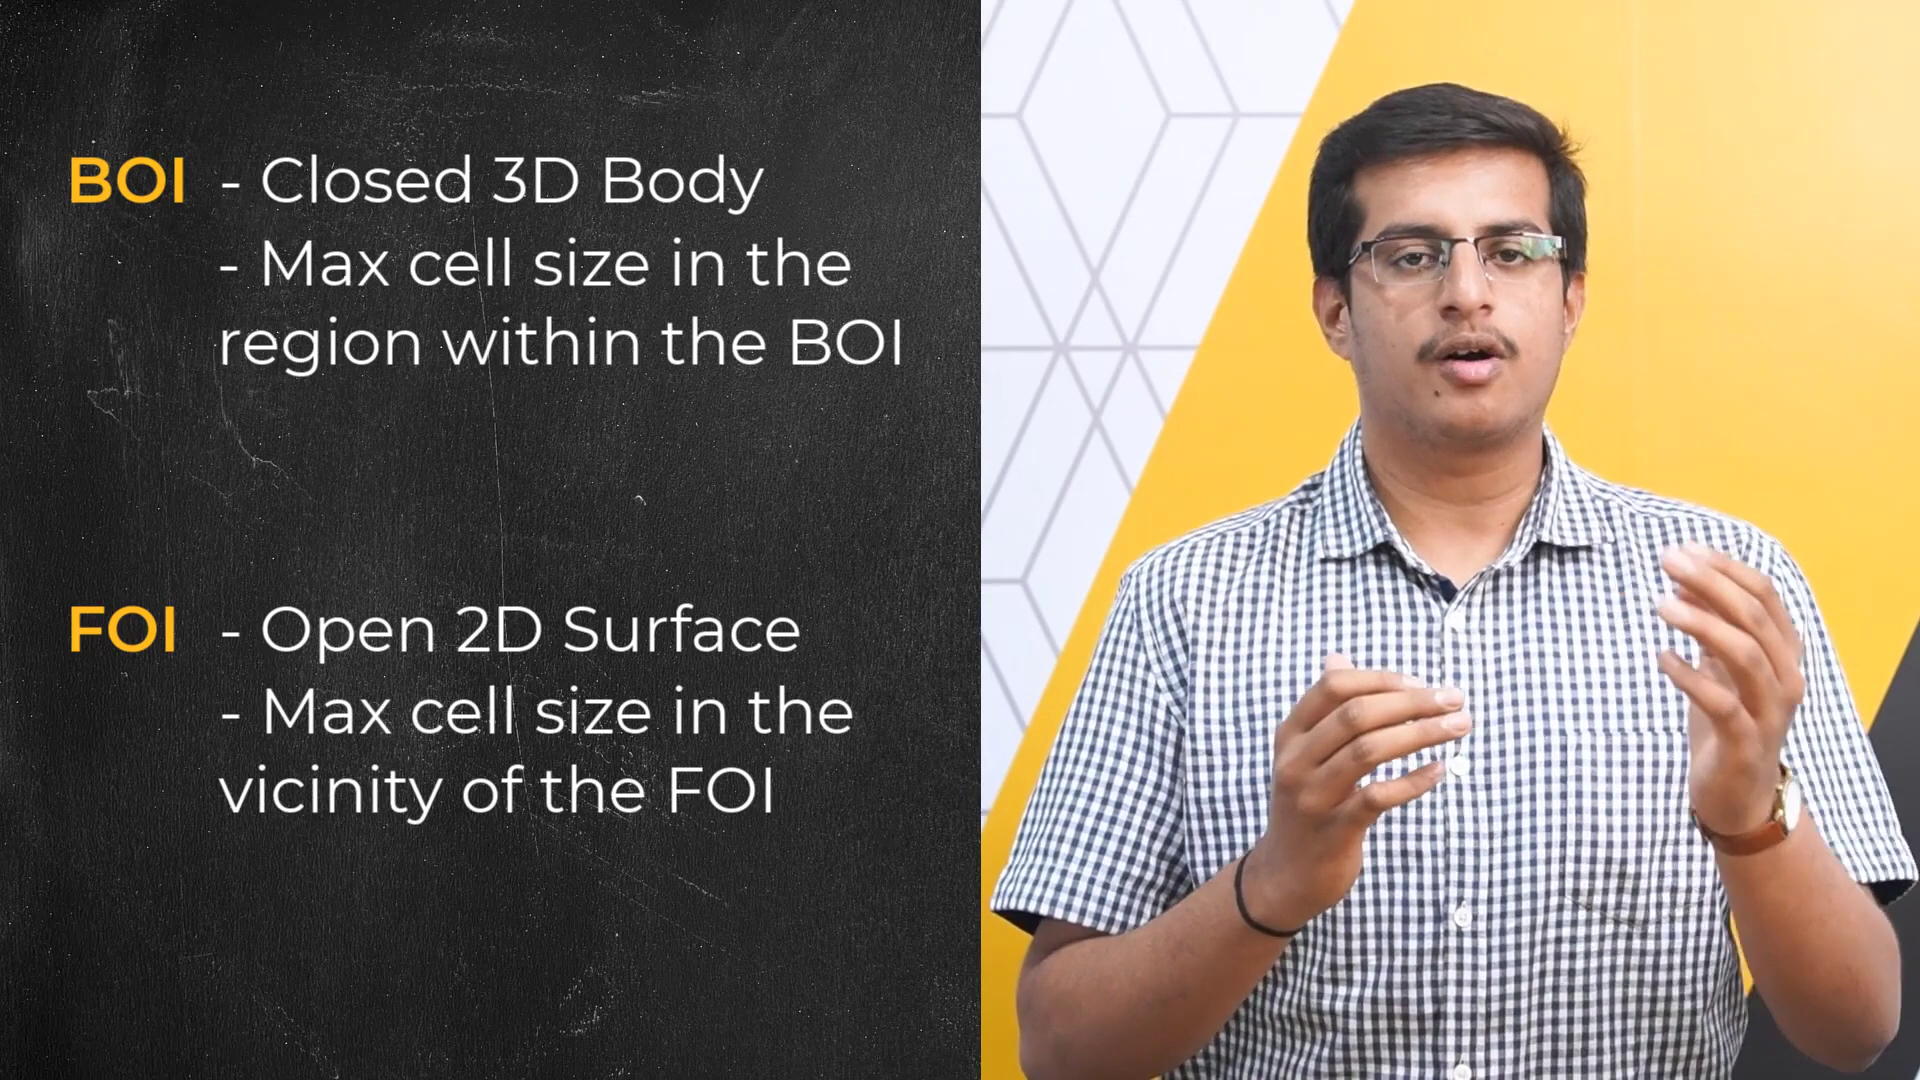 BOI - Closed 3D Body
- Max cell size in the
region within the BOI
FOI - Open 2D Surface
- Max cell size in the
vicinity of the FOI